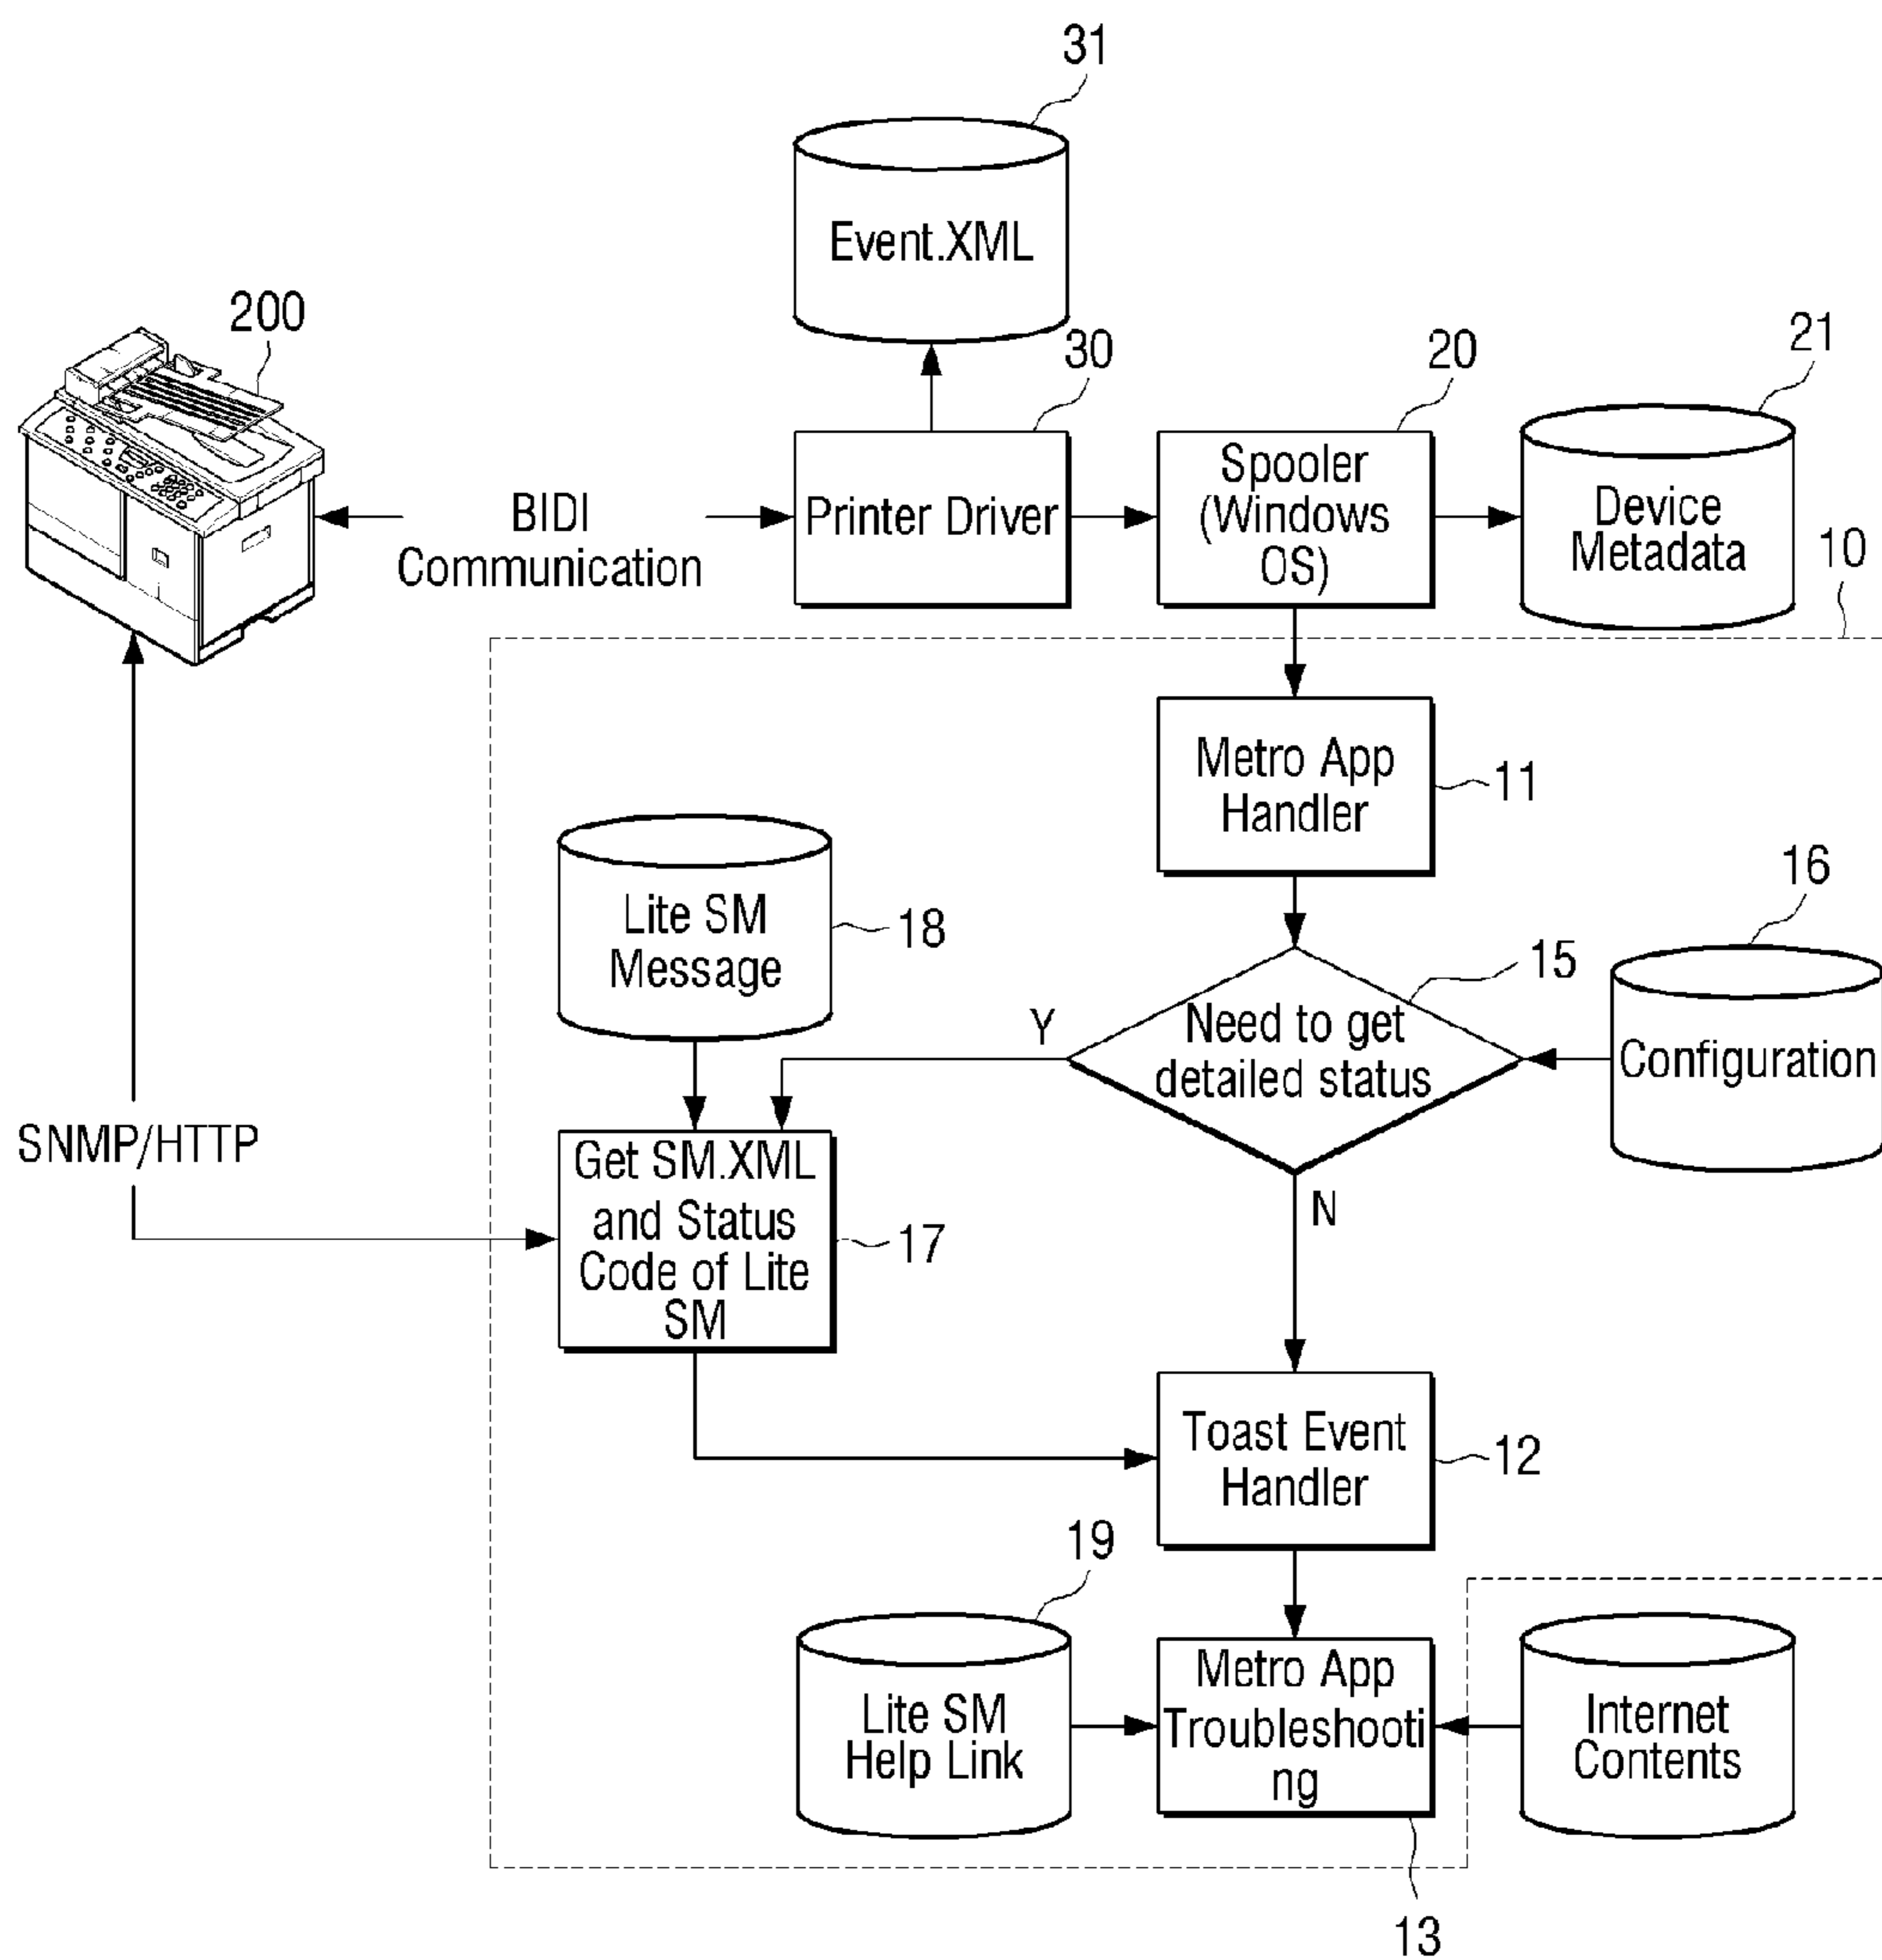 31
Event.XML
200
30
20
21
BIDI
Communication
Printer Driver
Spooler
(Windows
OS)
Device
Metadata
10
Metro App
Handler
11
Lite SM
Message
18
16
15
Y
Need to get
detailed status
Configuration
SNMP/HTTP
Get SM.XML
and Status
Code of Lite
SM
17
N
Toast Event
Handler
12
19
Lite SM
Help Link
Metro App
Troubleshooti
ng
Internet
Contents
13